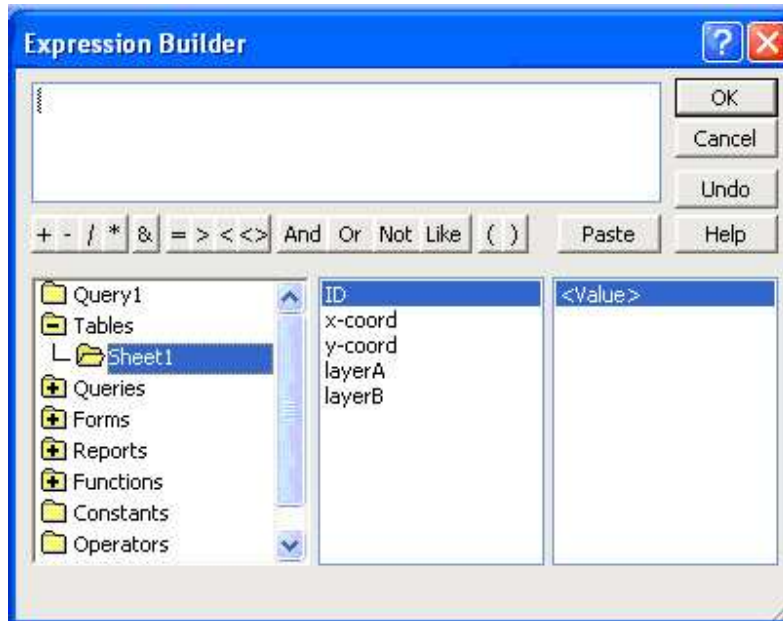 Expression Builder
OK
Cancel
Undo
+ - / * & = > < <> And Or Not Like ( ) Paste Help
Query1
Tables
Sheet1
Queries
Forms
Reports
Functions
Constants
Operators
ID
x-coord
y-coord
layerA
layerB
<Value>